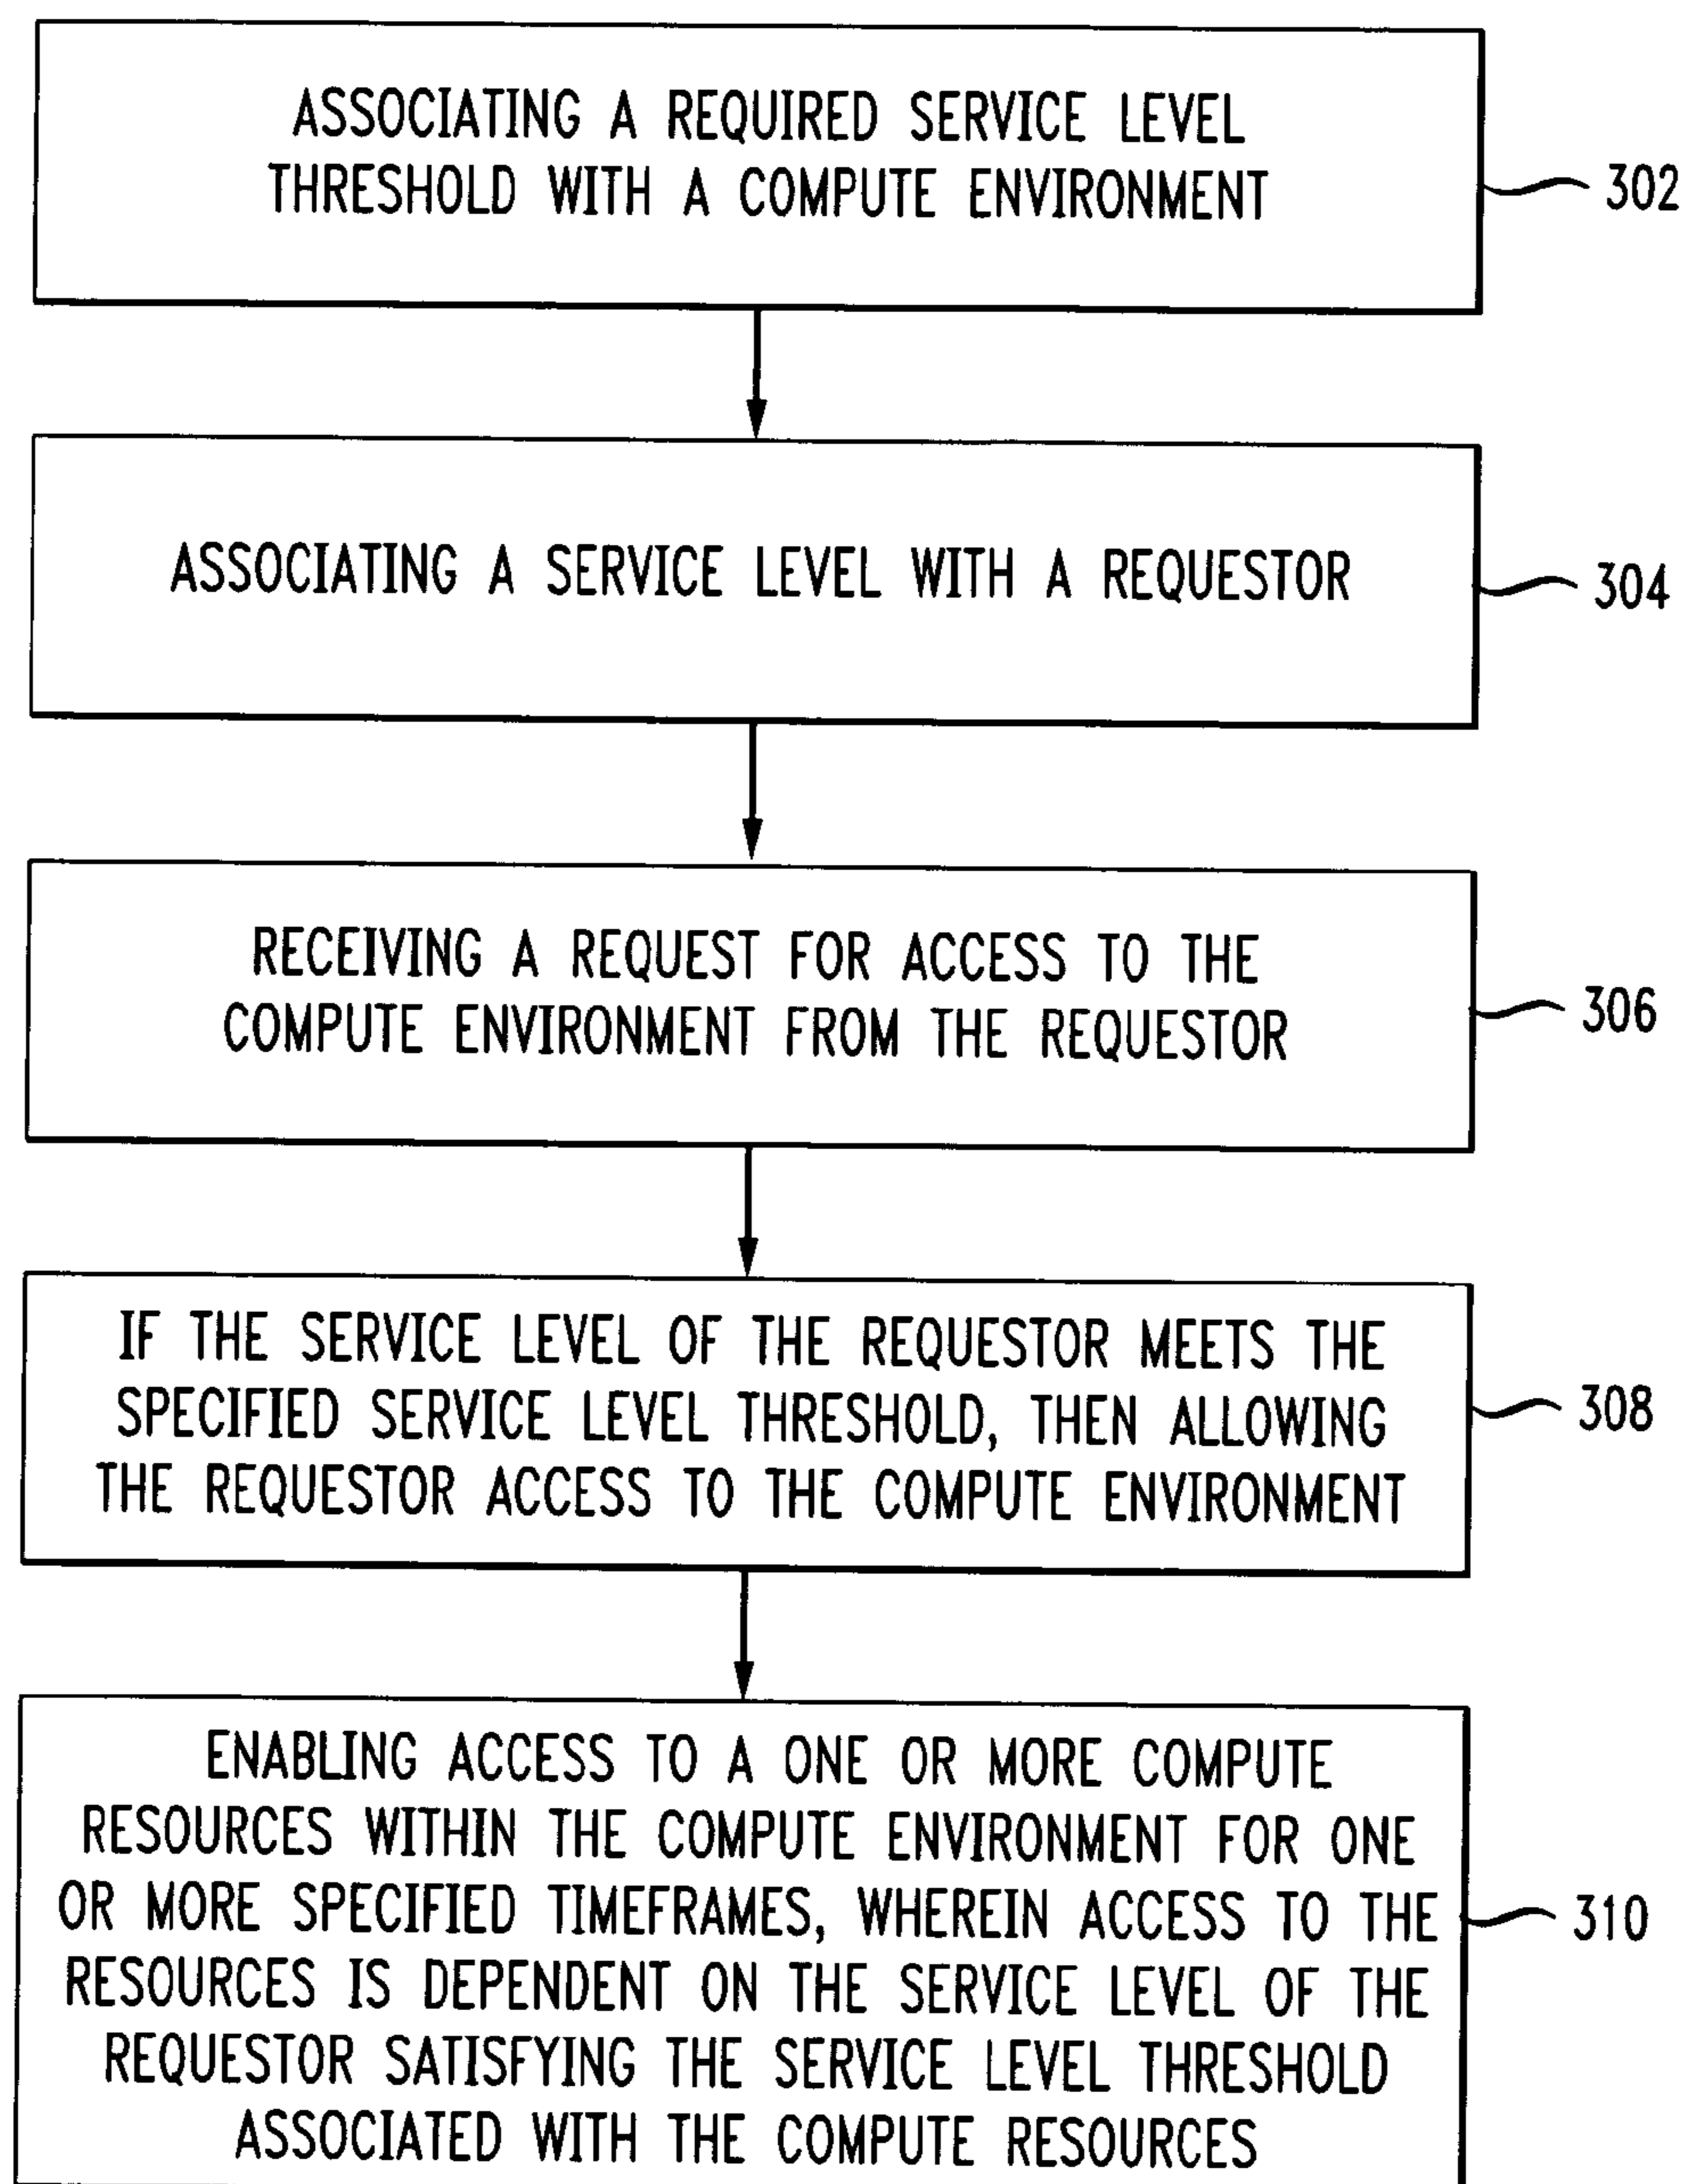 ASSOCIATING A REQUIRED SERVICE LEVEL
THRESHOLD WITH A COMPUTE ENVIRONMENT
302
ASSOCIATING A SERVICE LEVEL WITH A REQUESTOR
304
RECEIVING A REQUEST FOR ACCESS TO THE
COMPUTE ENVIRONMENT FROM THE REQUESTOR
306
IF THE SERVICE LEVEL OF THE REQUESTOR MEETS THE
SPECIFIED SERVICE LEVEL THRESHOLD, THEN ALLOWING
THE REQUESTOR ACCESS TO THE COMPUTE ENVIRONMENT
308
ENABLING ACCESS TO A ONE OR MORE COMPUTE
RESOURCES WITHIN THE COMPUTE ENVIRONMENT FOR ONE
OR MORE SPECIFIED TIMEFRAMES, WHEREIN ACCESS TO THE
RESOURCES IS DEPENDENT ON THE SERVICE LEVEL OF THE
REQUESTOR SATISFYING THE SERVICE LEVEL THRESHOLD
ASSOCIATED WITH THE COMPUTE RESOURCES
310